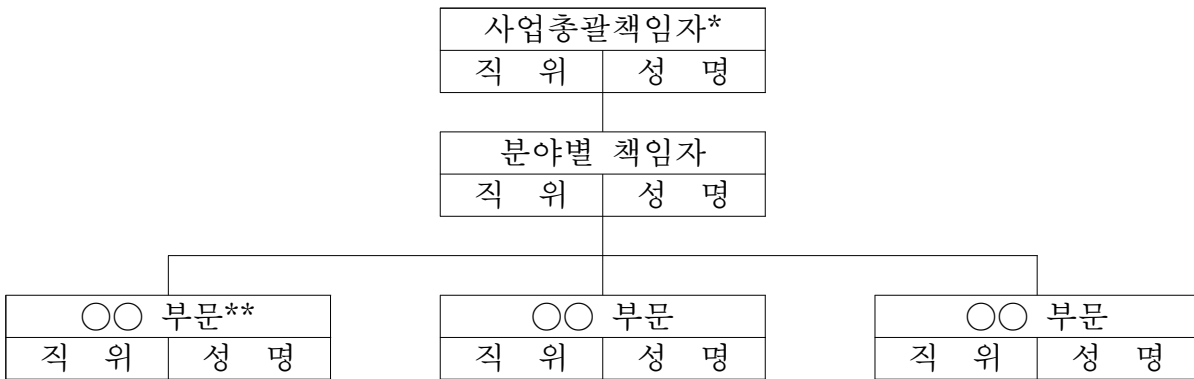 사업총괄책임자*
직 위 성 명
분야별 책임자
직 위 성 명
○○ 부문** ○○ 부문 ○○ 부문
직 위 성 명 직 위 성 명 직 위 성 명